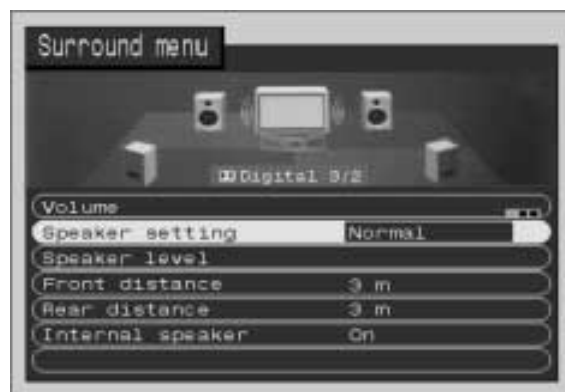 Surround menu
Digital 3/2
Volume
Speaker setting Normal
Speaker level
Front distance 3 m
Rear distance 3 m
Internal speaker On